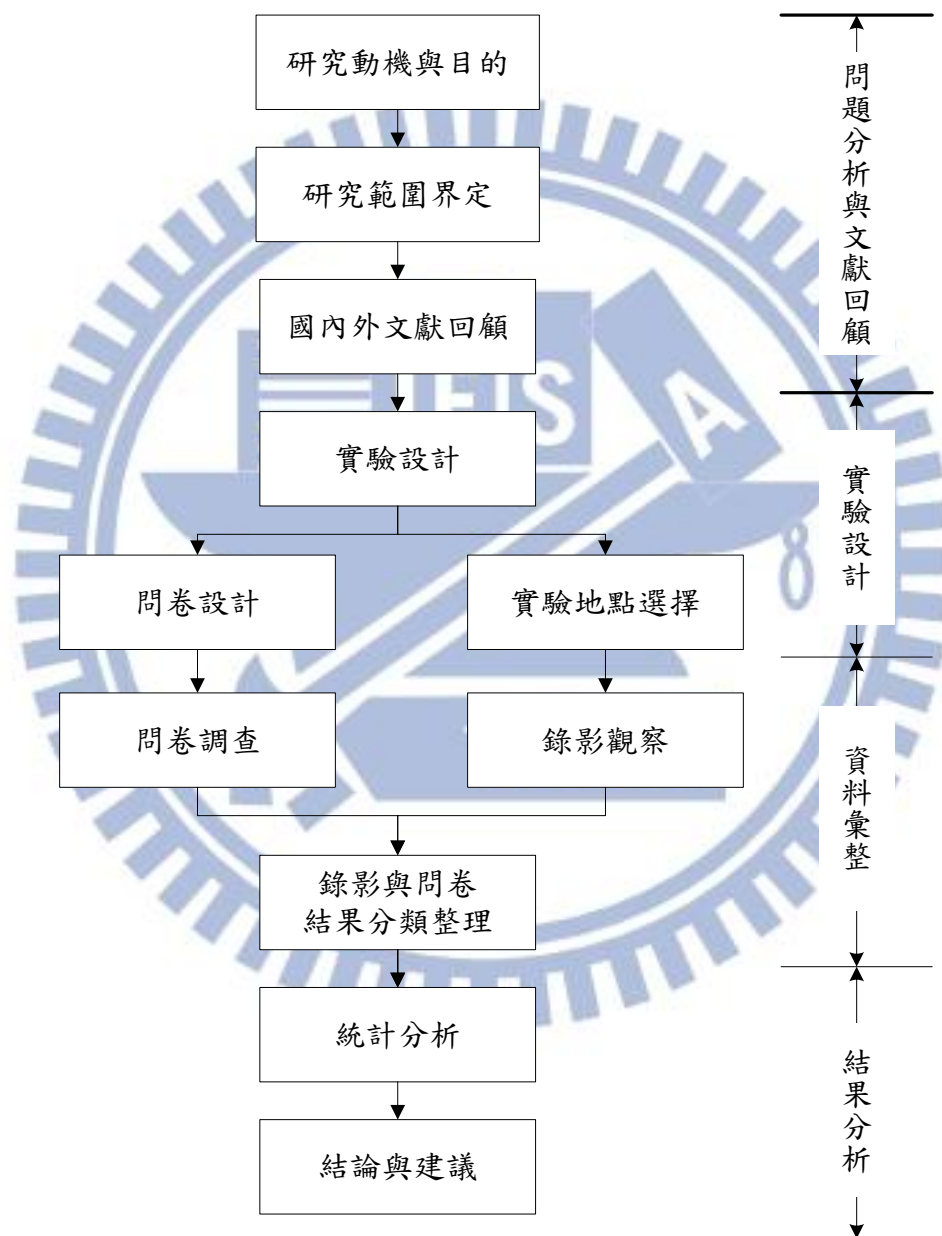 研究動機與目的
研究範圍界定
國內外文獻回顧
實驗設計
問卷設計
實驗地點選擇
問卷調查
錄影觀察
錄影與問卷
結果分類整理
統計分析
結論與建議
問題分析與文獻回顧
實驗設計
資料彙整
結果分析
A
8